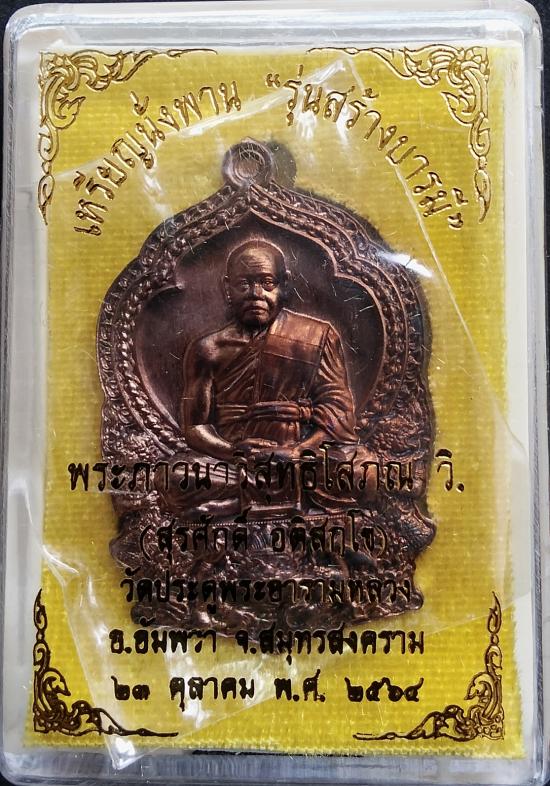 เหรียญนั่งพาน "รุ่นสร้างบารมี"
พระภาวนาวิสุทธิโสภณ วิ.
(สุรศักดิ์ อติสกฺโข)
วัดประดู่พระอารามหลวง
อ.อัมพวา จ.สมุทรสงคราม
๒๓ ตุลาคม พ.ศ. ๒๕๖๔